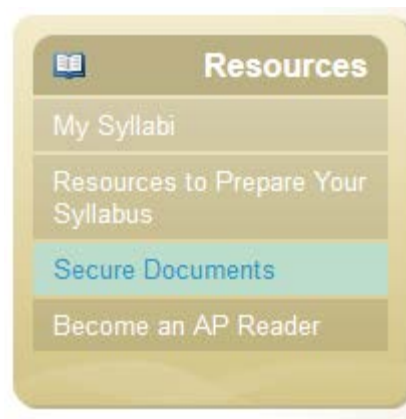 Resources
My Syllabi
Resources to Prepare Your
Syllabus
Secure Documents
Become an AP Reader